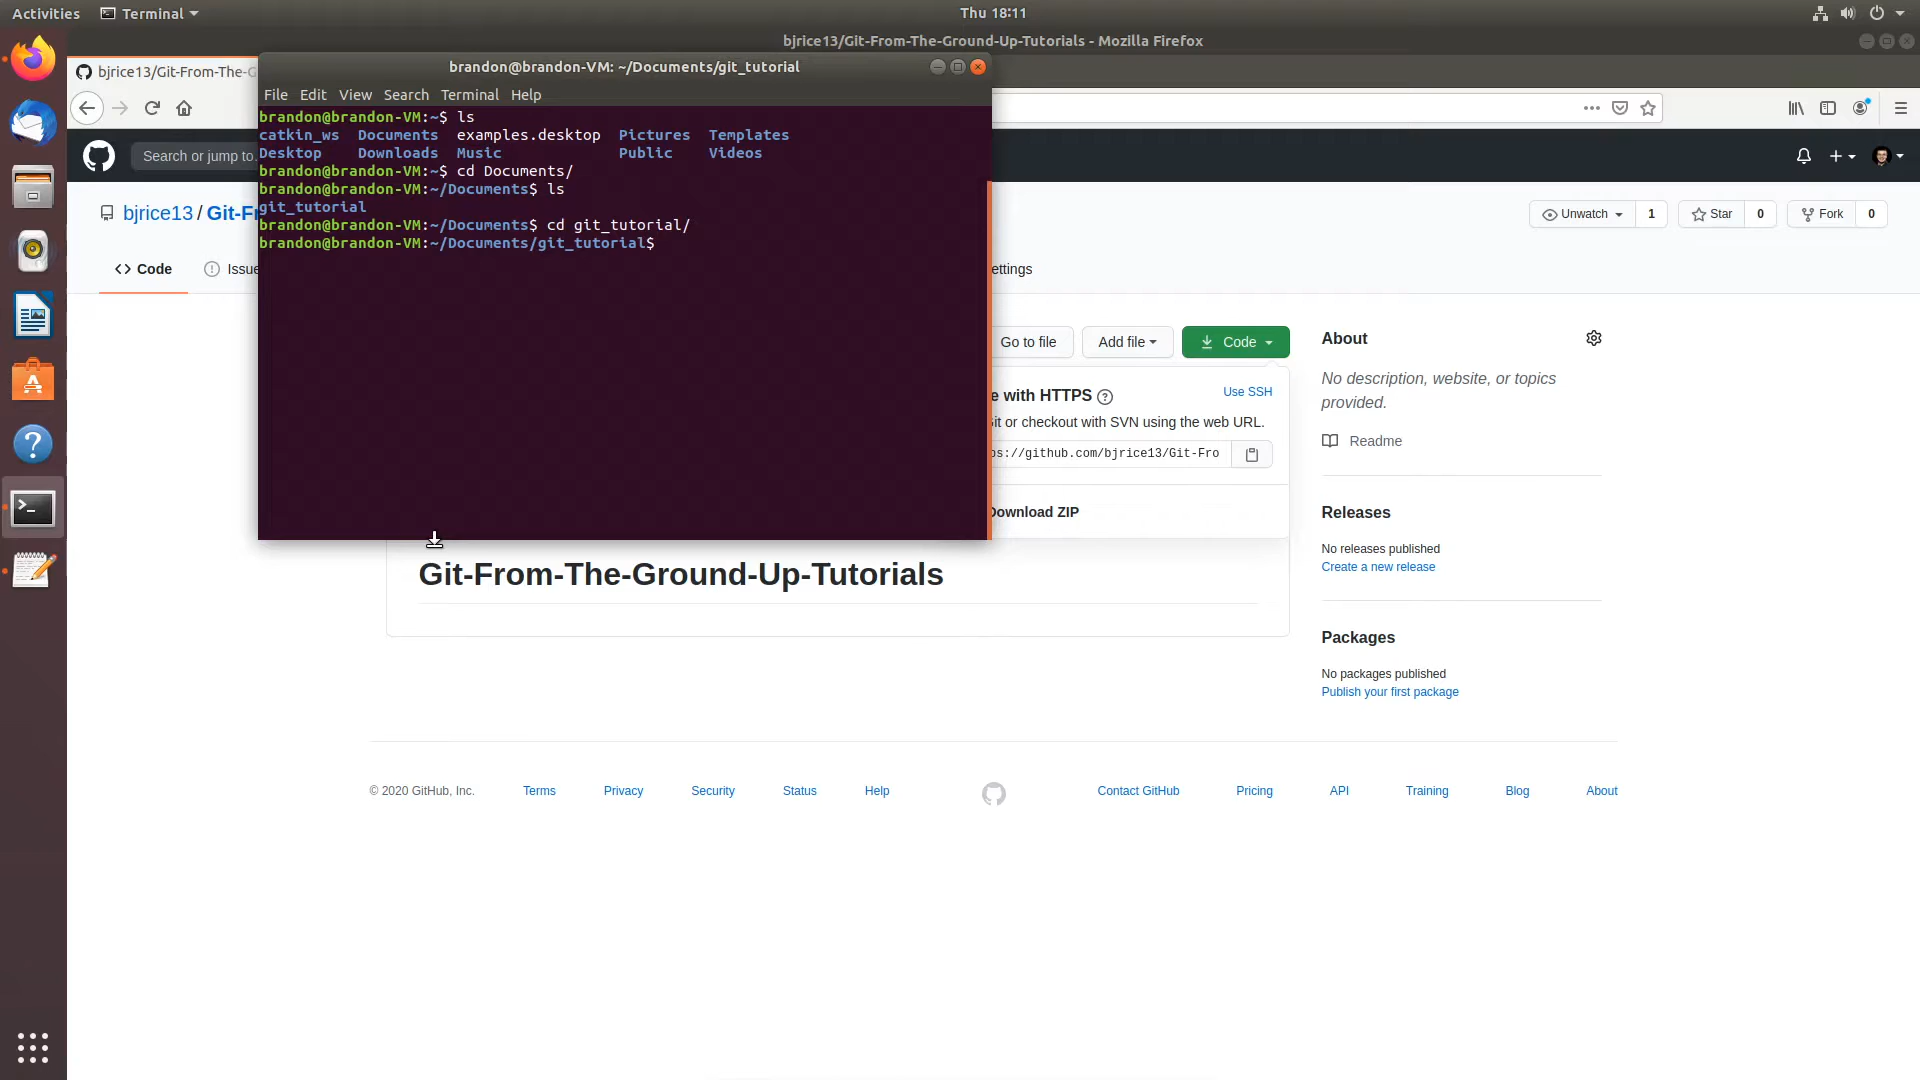 Activities Terminal Thu 18:11
bjrice13/Git-From-The-Ground-Up-Tutorials - Mozilla Firefox
bjrice13/Git-From-The-G
brandon@brandon-VM: ~/Documents/git_tutorial
File Edit View Search Terminal Help
brandon@brandon-VM:~$ ls
catkin_ws Documents examples.desktop Pictures Templates
Desktop Downloads Music Public Videos
brandon@brandon-VM:~$ cd Documents/
brandon@brandon-VM:~/Documents$ ls
git_tutorial
brandon@brandon-VM:~/Documents$ cd git_tutorial/
brandon@brandon-VM:~/Documents/git_tutorial$
Search or jump to.
bjrice13 / Git-Fr
Unwatch 1 Star 0 Fork 0
Code Issue ettings
Go to file Add file Code
e with HTTPS ? Use SSH
Git or checkout with SVN using the web URL.
ps://github.com/bjrice13/Git-Fro
Download ZIP
About
No description, website, or topics
provided.
Readme
Releases
No releases published
Create a new release
Packages
No packages published
Publish your first package
Git-From-The-Ground-Up-Tutorials
© 2020 GitHub, Inc. Terms Privacy Security Status Help Contact GitHub Pricing API Training Blog About